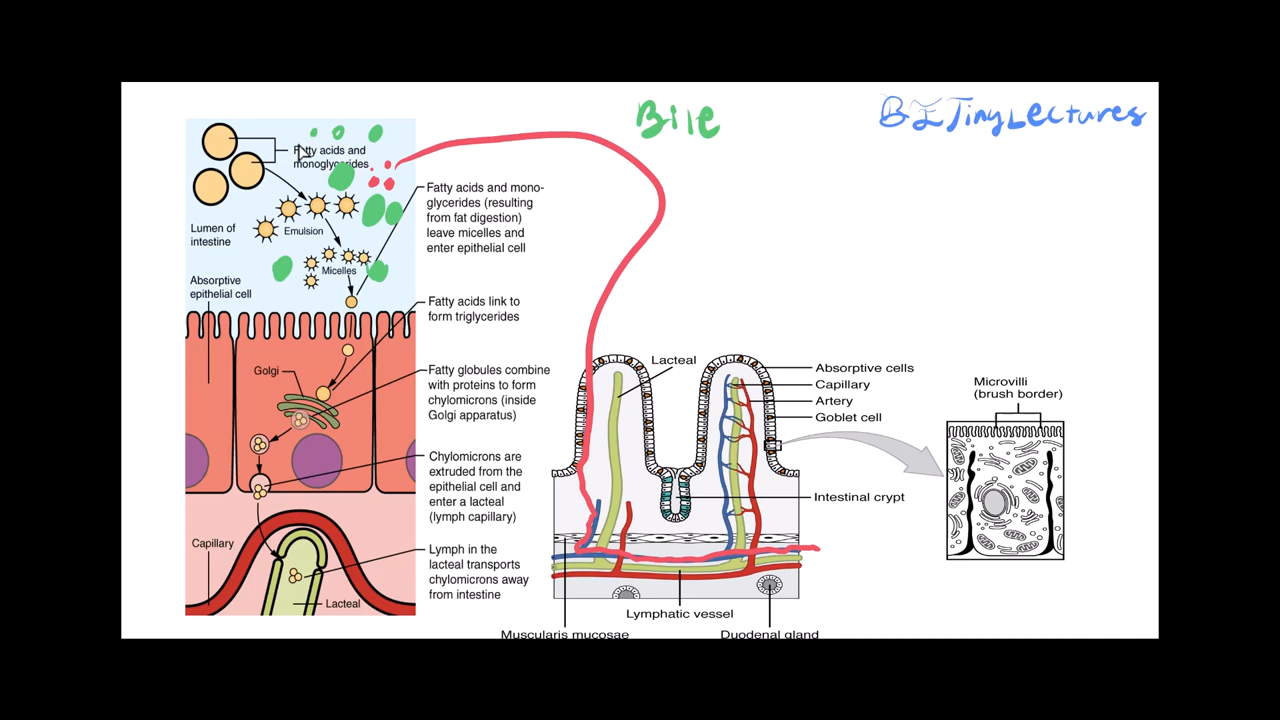 Bile
BI Tiny Lectures
Fatty acids and
monoglycerides
Emulsion
Lumen of
intestine
Micelles
Absorptive
epithelial cell
Golgi
Capillary
Lacteal
Fatty acids and mono-
glycerides (resulting
from fat digestion)
leave micelles and
enter epithelial cell
Fatty acids link to
form triglycerides
Fatty globules combine
with proteins to form
chylomicrons (inside
Golgi apparatus)
Chylomicrons are
extruded from the
epithelial cell and
enter a lacteal
(lymph capillary)
Lymph in the
lacteal transports
chylomicrons away
from intestine
Lacteal
Absorptive cells
Capillary
Artery
Goblet cell
Intestinal crypt
Lymphatic vessel
Muscularis mucosae
Duodenal gland
Microvilli
(brush border)